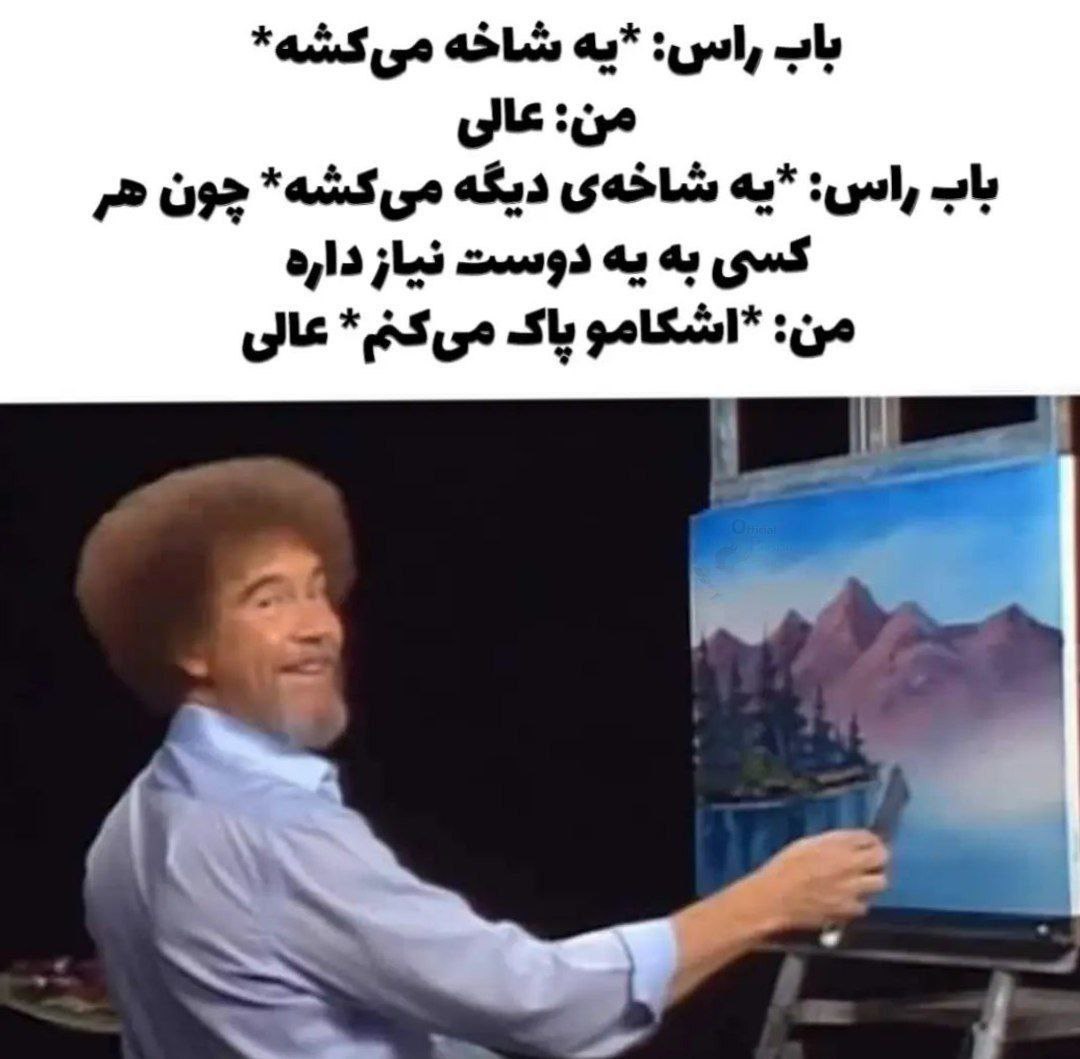 باب راس: *یه شاخه می‌کشه*
من: عالی
باب راس: *یه شاخه‌ی دیگه می‌کشه* چون هر
کسی به یه دوست نیاز داره
من: *اشکامو پاک می‌کنم* عالی
Official